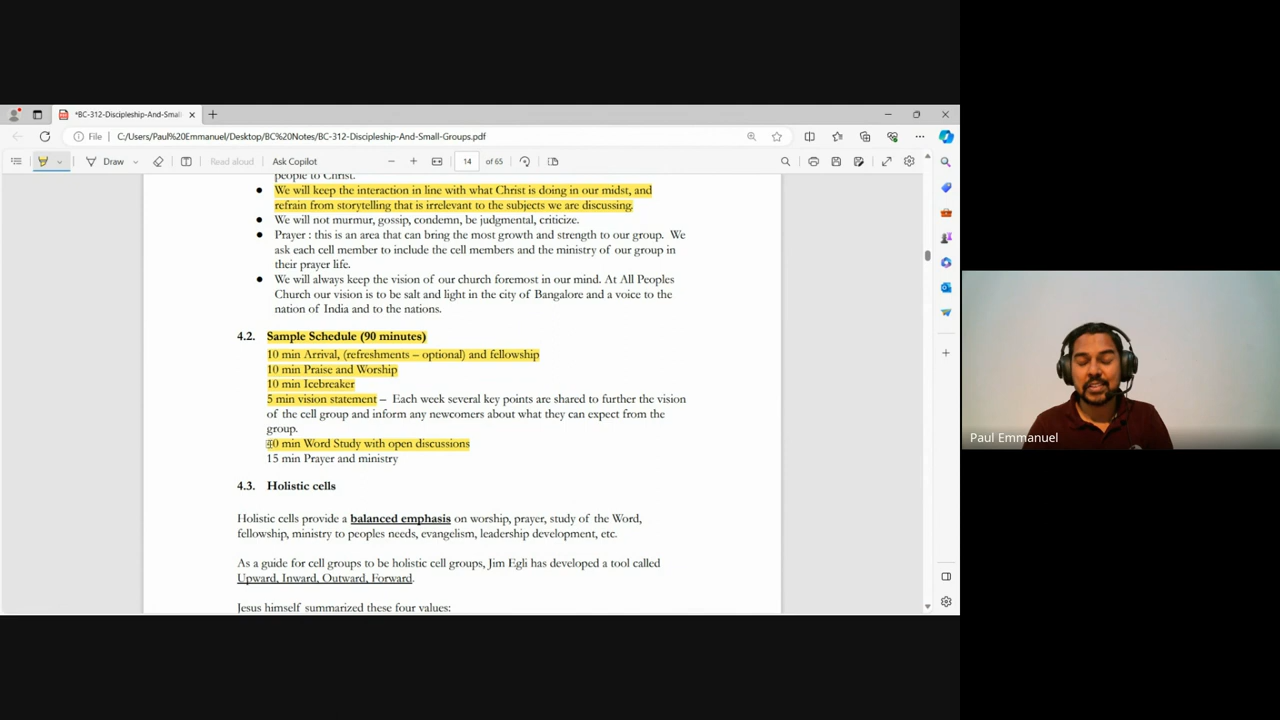 *BC-312-Discipleship-And-Small-
File
C:/Users/Paul%20Emmanuel/Desktop/BC%20Notes/BC-312-Discipleship-And-Small-Groups.pdf
Draw
Read aloud
Ask Copilot
14
of 65
people to Christ.
● We will keep the interaction in line with what Christ is doing in our midst, and
refrain from storytelling that is irrelevant to the subjects we are discussing.
● We will not murmur, gossip, condemn, be judgmental, criticize.
● Prayer : this is an area that can bring the most growth and strength to our group. We
ask each cell member to include the cell members and the ministry of our group in
their prayer life.
● We will always keep the vision of our church foremost in our mind. At All Peoples
Church our vision is to be salt and light in the city of Bangalore and a voice to the
nation of India and to the nations.
4.2. Sample Schedule (90 minutes)
10 min Arrival, (refreshments – optional) and fellowship
10 min Praise and Worship
10 min Icebreaker
5 min vision statement – Each week several key points are shared to further the vision
of the cell group and inform any newcomers about what they can expect from the
group.
min Word Study with open discussions
15 min Prayer and ministry
4.3. Holistic cells
Holistic cells provide a balanced emphasis on worship, prayer, study of the Word,
fellowship, ministry to peoples needs, evangelism, leadership development, etc.
As a guide for cell groups to be holistic cell groups, Jim Egli has developed a tool called
Upward, Inward, Outward, Forward.
Jesus himself summarized these four values:
Paul Emmanuel